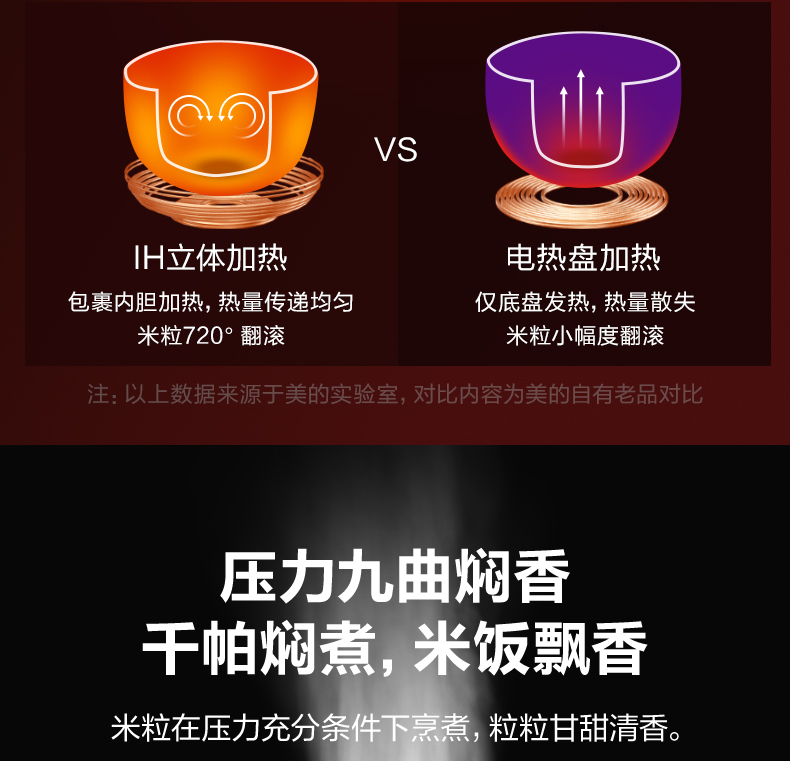 VS
IH立体加热
包裹内胆加热，热量传递均匀
米粒720° 翻滚
电热盘加热
仅底盘发热，热量散失
米粒小幅度翻滚
注：以上数据来源于美的实验室，对比内容为美的自有老品对比
压力九曲焖香
千帕焖煮，米饭飘香
米粒在压力充分条件下烹煮，粒粒甘甜清香。